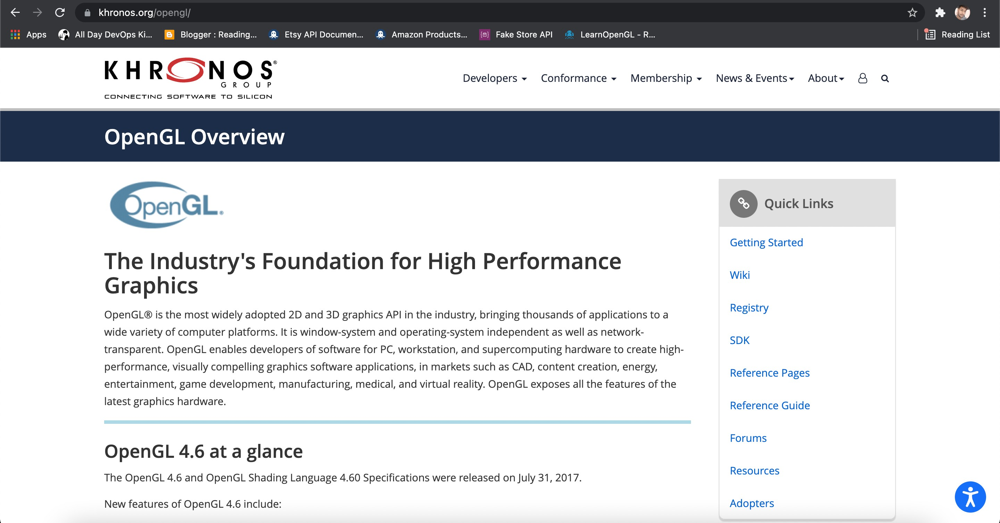 khronos.org/opengl/
Apps
All Day DevOps Ki...
Blogger : Reading...
Etsy API Documen...
Amazon Products...
Fake Store API
LearnOpenGL - R...
Reading List
KHRONOS®
GROUP
CONNECTING SOFTWARE TO SILICON
Developers
Conformance
Membership
News & Events
About
OpenGL Overview
OpenGL®
The Industry's Foundation for High Performance
Graphics
OpenGL® is the most widely adopted 2D and 3D graphics API in the industry, bringing thousands of applications to a
wide variety of computer platforms. It is window-system and operating-system independent as well as network-
transparent. OpenGL enables developers of software for PC, workstation, and supercomputing hardware to create high-
performance, visually compelling graphics software applications, in markets such as CAD, content creation, energy,
entertainment, game development, manufacturing, medical, and virtual reality. OpenGL exposes all the features of the
latest graphics hardware.
OpenGL 4.6 at a glance
The OpenGL 4.6 and OpenGL Shading Language 4.60 Specifications were released on July 31, 2017.
New features of OpenGL 4.6 include:
Quick Links
Getting Started
Wiki
Registry
SDK
Reference Pages
Reference Guide
Forums
Resources
Adopters